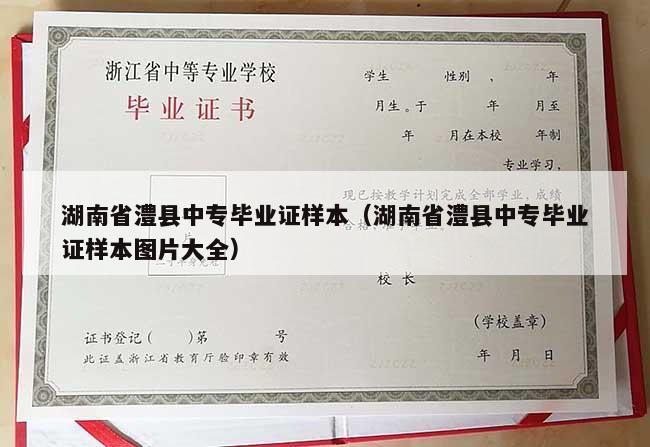 浙江省中等专业学校
毕业证书
学生 性别 、 年
月生。于 年 月至
年 月在本校 年制
专业学习,
现已按教学计划完成全部学业,成绩
湖南省澧县中专毕业证样本（湖南省澧县中专毕业
证样本图片大全）
校 长
(学校盖章)
证书登记( )第 号
此证盖浙江省教育厅验印章有效
年 月 日